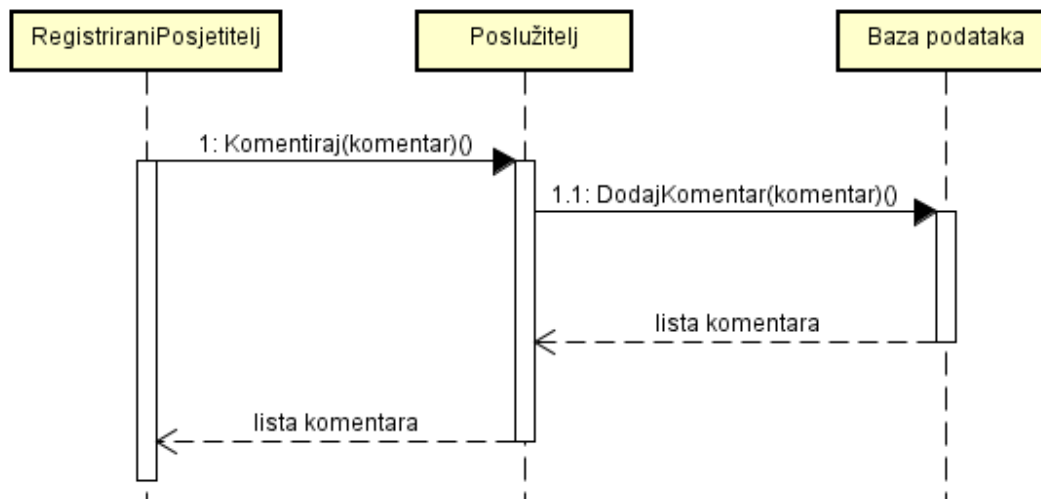 RegistriraniPosjetitelj
Poslužitelj
Baza podataka
1: Komentiraj(komentar)()
1.1: DodajKomentar(komentar)()
lista komentara
lista komentara